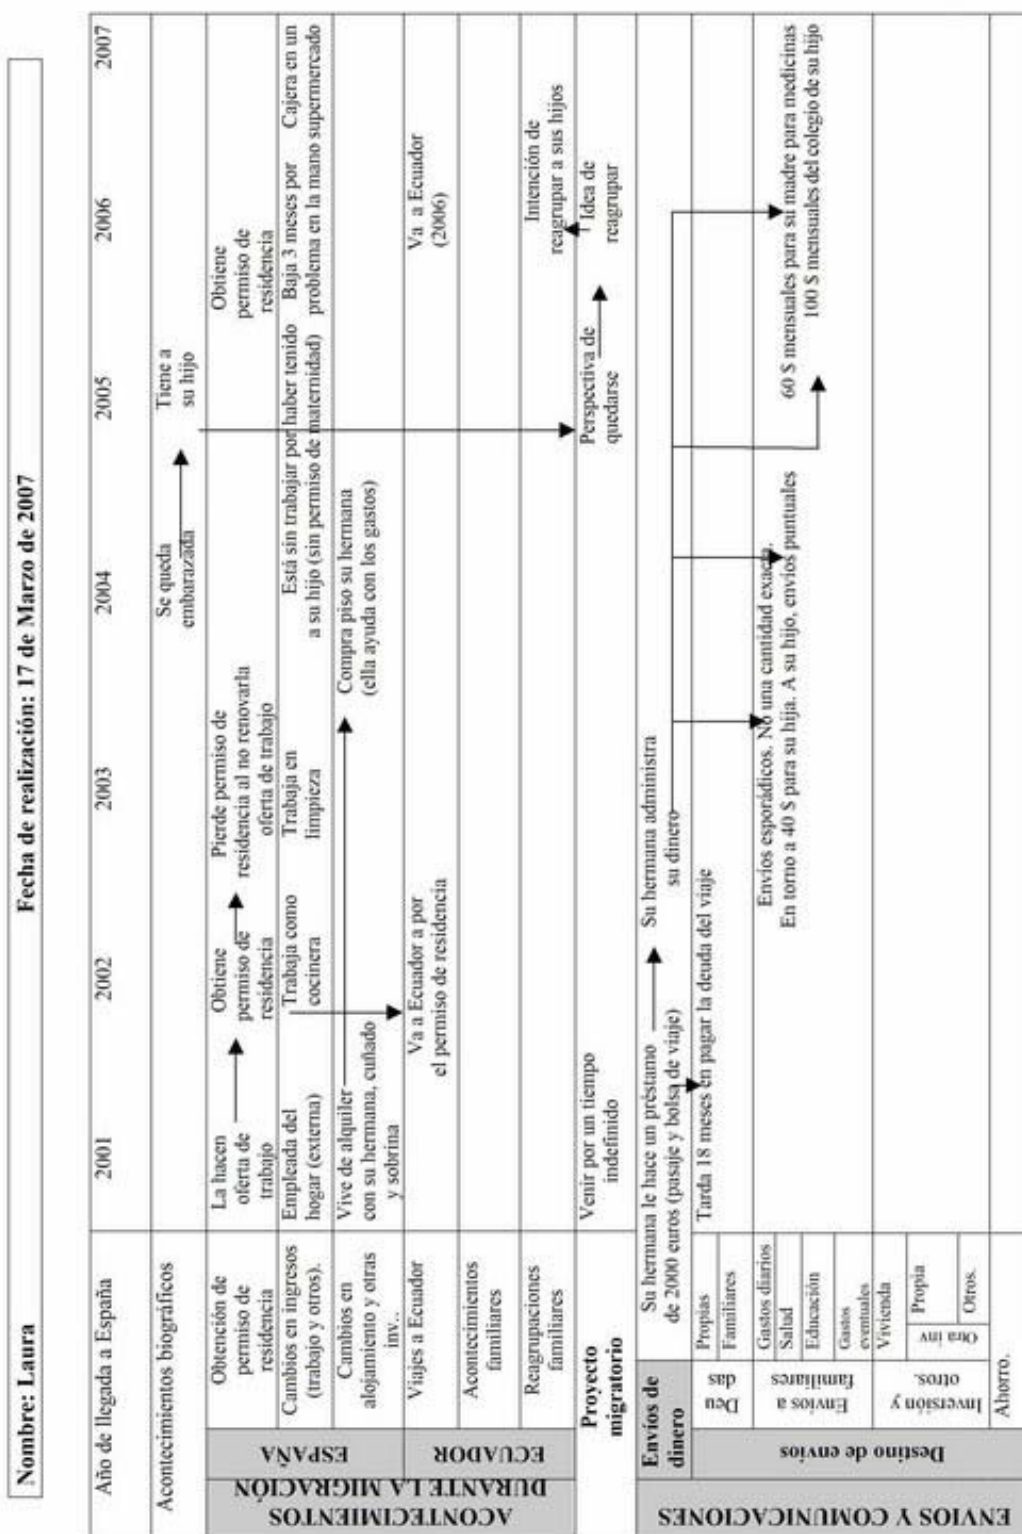 Nombre: Laura
Fecha de realización: 17 de Marzo de 2007
Año de llegada a España
2001
2002
2003
2004
2005
2006
2007
Acontecimientos biográficos
Se queda
embarazada
Tiene a
su hijo
ACONTECIMIENTOS
DURANTE LA MIGRACIÓN
ESPAÑA
Obtención de
permiso de
residencia
La hacen
oferta de
trabajo
Obtiene
permiso de
residencia
Pierde permiso de
residencia al no renovarla
oferta de trabajo
Obtiene
permiso de
residencia
Cambios en ingresos
(trabajo y otros).
Empleada del
hogar (externa)
Trabaja como
cocinera
Trabaja en
limpieza
Está sin trabajar por haber tenido
a su hijo (sin permiso de maternidad)
Baja 3 meses por
problema en la mano
Cajera en un
supermercado
Cambios en
alojamiento y otras
inv..
Vive de alquiler
con su hermana, cuñado
y sobrina
Compra piso su hermana
(ella ayuda con los gastos)
ECUADOR
Viajes a Ecuador
Va a Ecuador a por
el permiso de residencia
Va a Ecuador
(2006)
Acontecimientos
familiares
Reagrupaciones
familiares
Intención de
reagrupar a sus hijos
Proyecto
migratorio
Venir por un tiempo
indefinido
Perspectiva de
quedarse
Idea de
reagrupar
ENVIOS Y COMUNICACIONES
Envíos de
dinero
Su hermana le hace un préstamo
de 2000 euros (pasaje y bolsa de viaje)
Su hermana administra
su dinero
Destino de envios
Deu
das
Propias
Familiares
Tarda 18 meses en pagar la deuda del viaje
Envíos a
familiares
Gastos diarios
Salud
Educación
Gastos
eventuales
Envíos esporádicos. No una cantidad exacta.
En torno a 40 $ para su hija. A su hijo, envíos puntuales
60 $ mensuales para su madre para medicinas
100 $ mensuales del colegio de su hijo
Inversión y
otros.
Vivienda
Otra inv
Propia
Otros.
Ahorro.